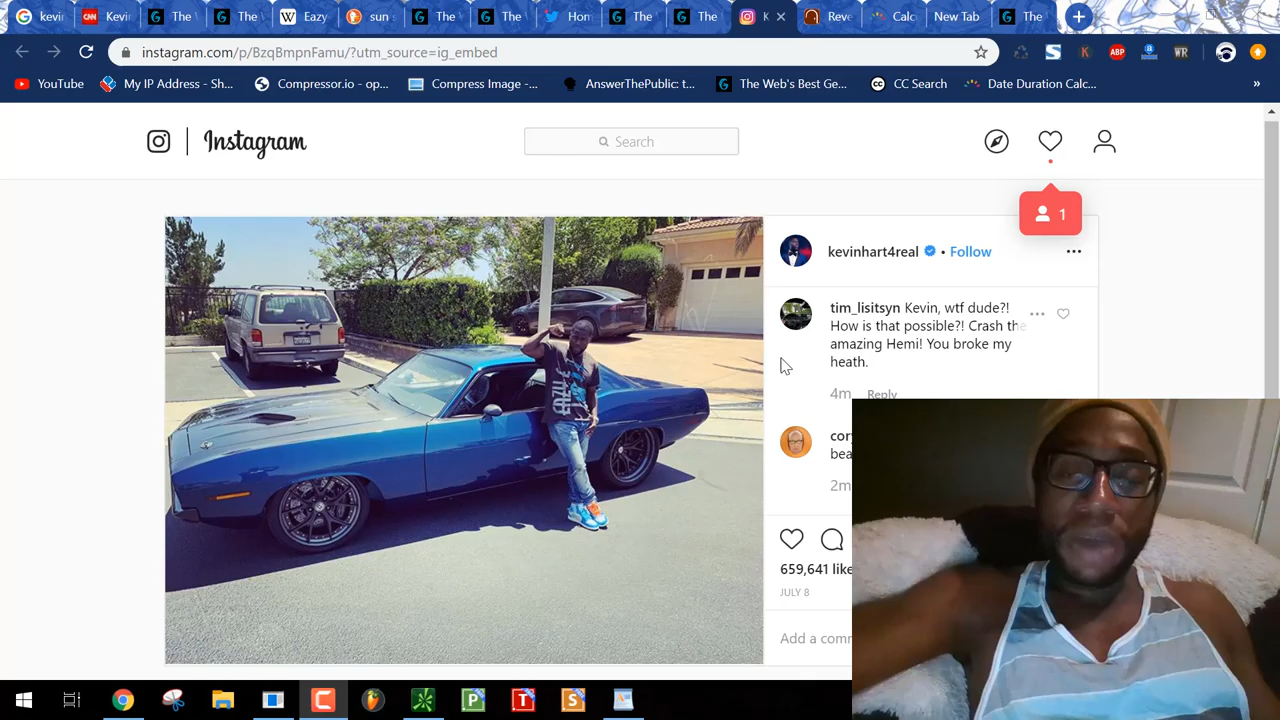 kevin
Kevin
The
The
Eazy
sun
The
The
Hom
The
The
K
Reve
Calc
New Tab
The
instagram.com/p/BzqBmpnFamu/?utm_source=ig_embed
YouTube
My IP Address - Sh...
Compressor.io - op...
Compress Image -...
AnswerThePublic: t...
The Web's Best Ge...
CC Search
Date Duration Calc...
»
Instagram
Search
1
kevinhart4real • Follow
tim_lisitsyn Kevin, wtf dude?!
How is that possible?! Crash the
amazing Hemi! You broke my
heath.
4m Reply
cory
bea
2m
659,641 like
JULY 8
Add a comm